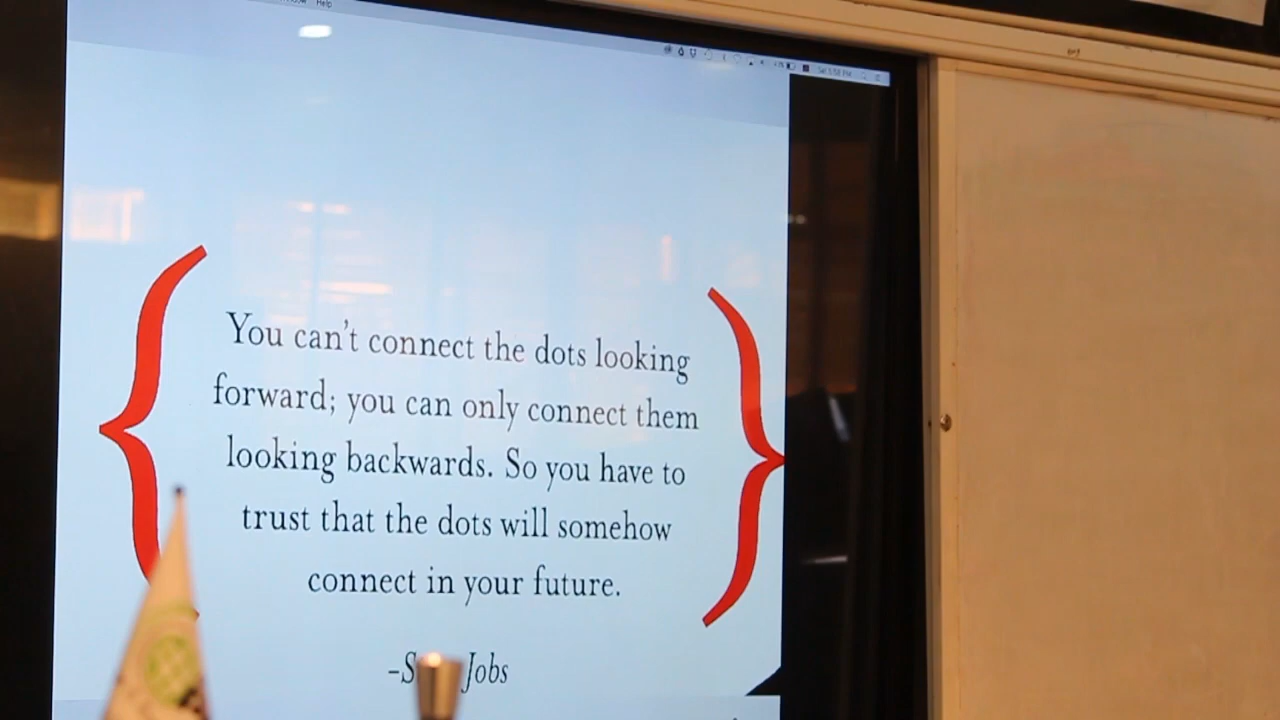 Help
You can't connect the dots looking
forward; you can only connect them
looking backwards. So you have to
trust that the dots will somehow
connect in your future.
Jobs